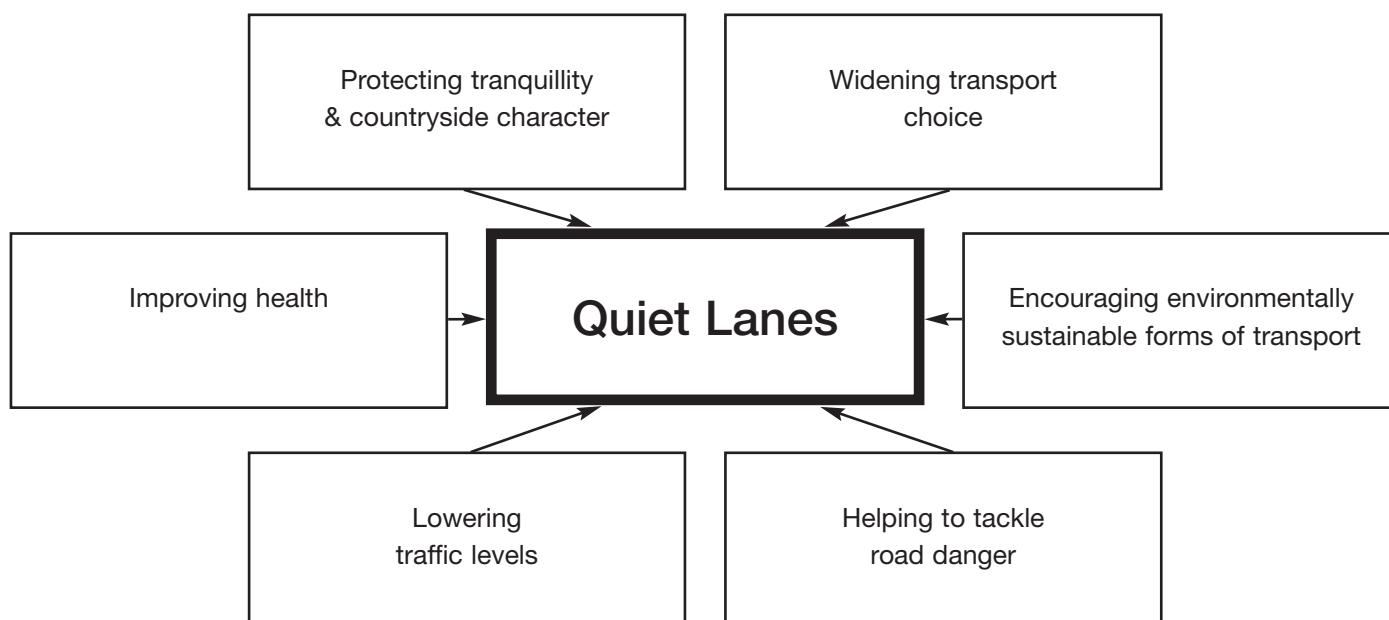 Protecting tranquillity
& countryside character
Widening transport
choice
Improving health
Quiet Lanes
Encouraging environmentally
sustainable forms of transport
Lowering
traffic levels
Helping to tackle
road danger